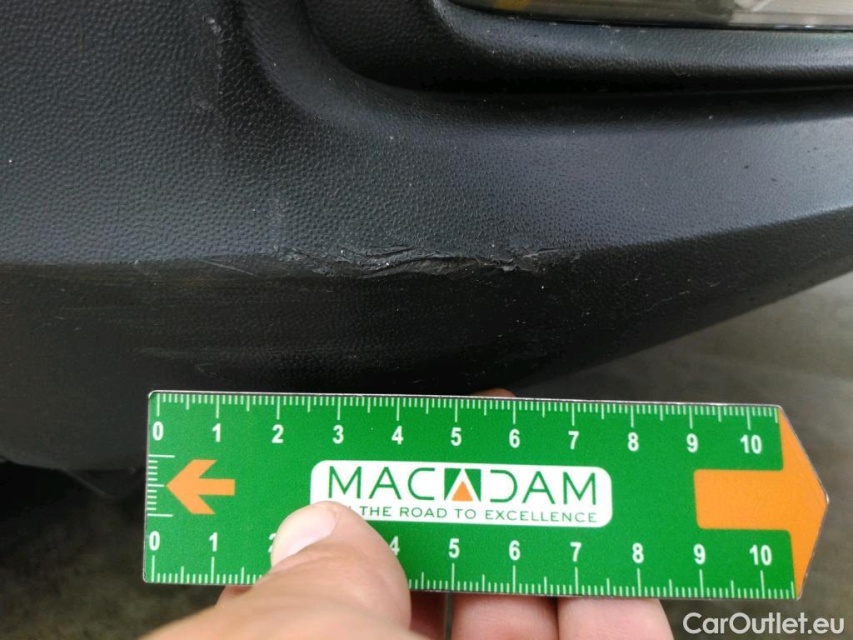 0 1 2 3 4 5 6 7 8 9 10
MACADAM
THE ROAD TO EXCELLENCE
0 1 4 5 6 7 8 9 10
CarOutlet.eu